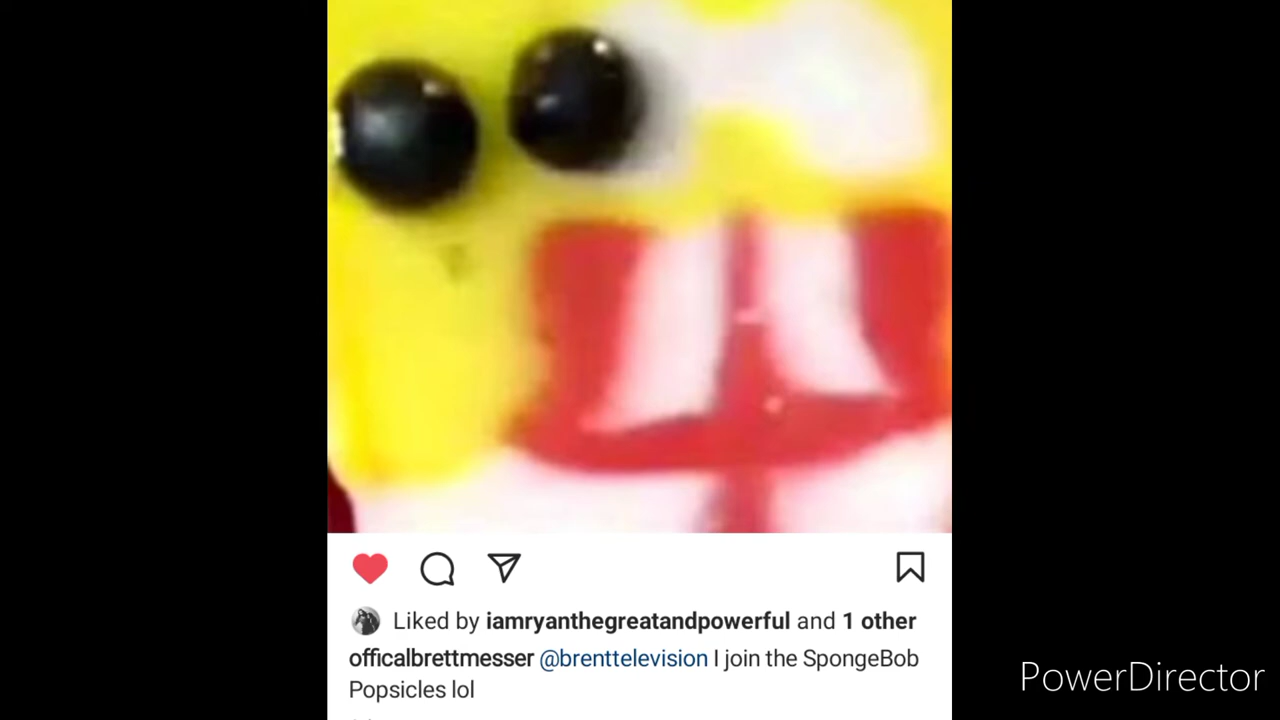 Liked by iamryanthegreatandpowerful and 1 other
officalbrettmesser @brenttelevision I join the SpongeBob
Popsicles lol
PowerDirector